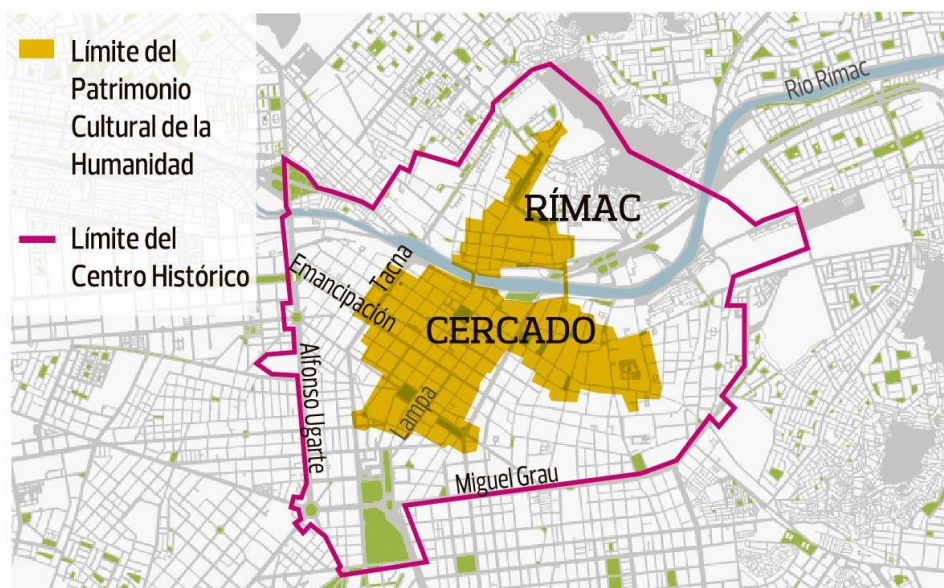 Límite del
Patrimonio
Cultural de la
Humanidad
Límite del
Centro Histórico
Rio Rímac
RÍMAC
Tacna
Emancipación
CERCADO
Alfonso Ugarte
Lampa
Miguel Grau